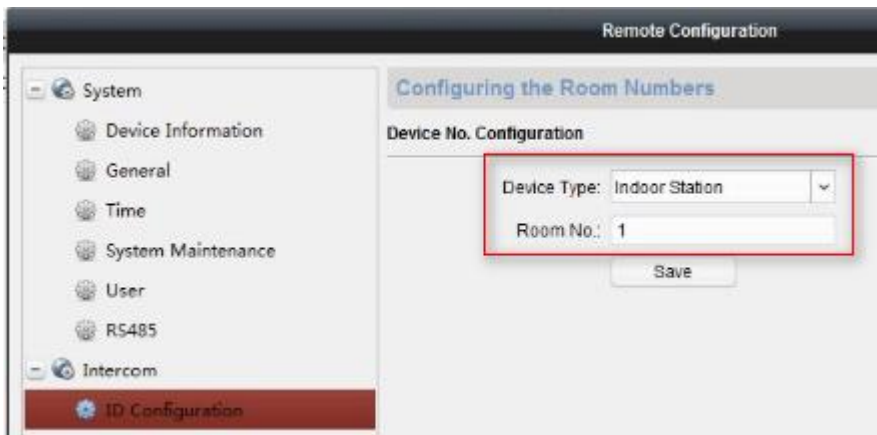 Remote Configuration
System
Device Information
General
Time
System Maintenance
User
RS485
Intercom
ID Configuration
Configuring the Room Numbers
Device No. Configuration
Device Type: Indoor Station
Room No.: 1
Save